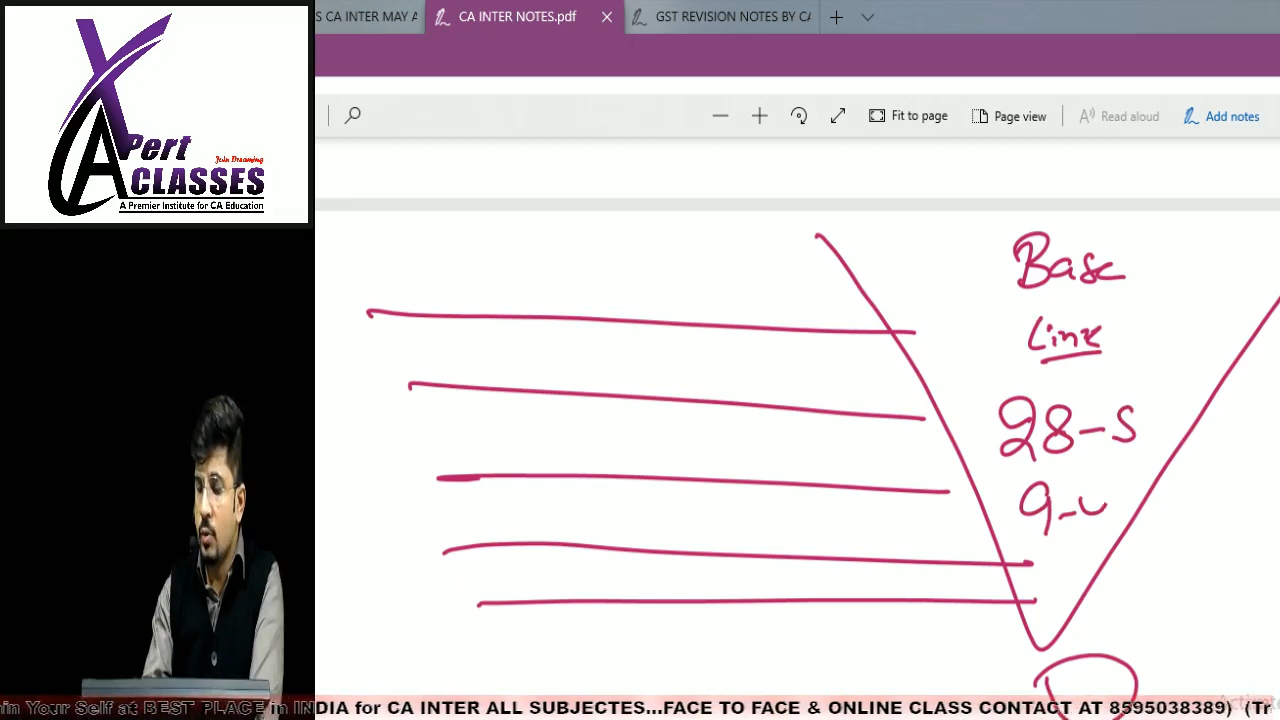 S CA INTER MAY A
CA INTER NOTES.pdf
GST REVISION NOTES BY CA
Pert
Join Dreaming
CA CLASSES
A Premier Institute for CA Education
Fit to page
Page view
Read aloud
Add notes
Base
Line
28-S
9-U
in Your Self at BEST PLACE in INDIA for CA INTER ALL SUBJECTES...FACE TO FACE & ONLINE CLASS CONTACT AT 8595038389) (Tr